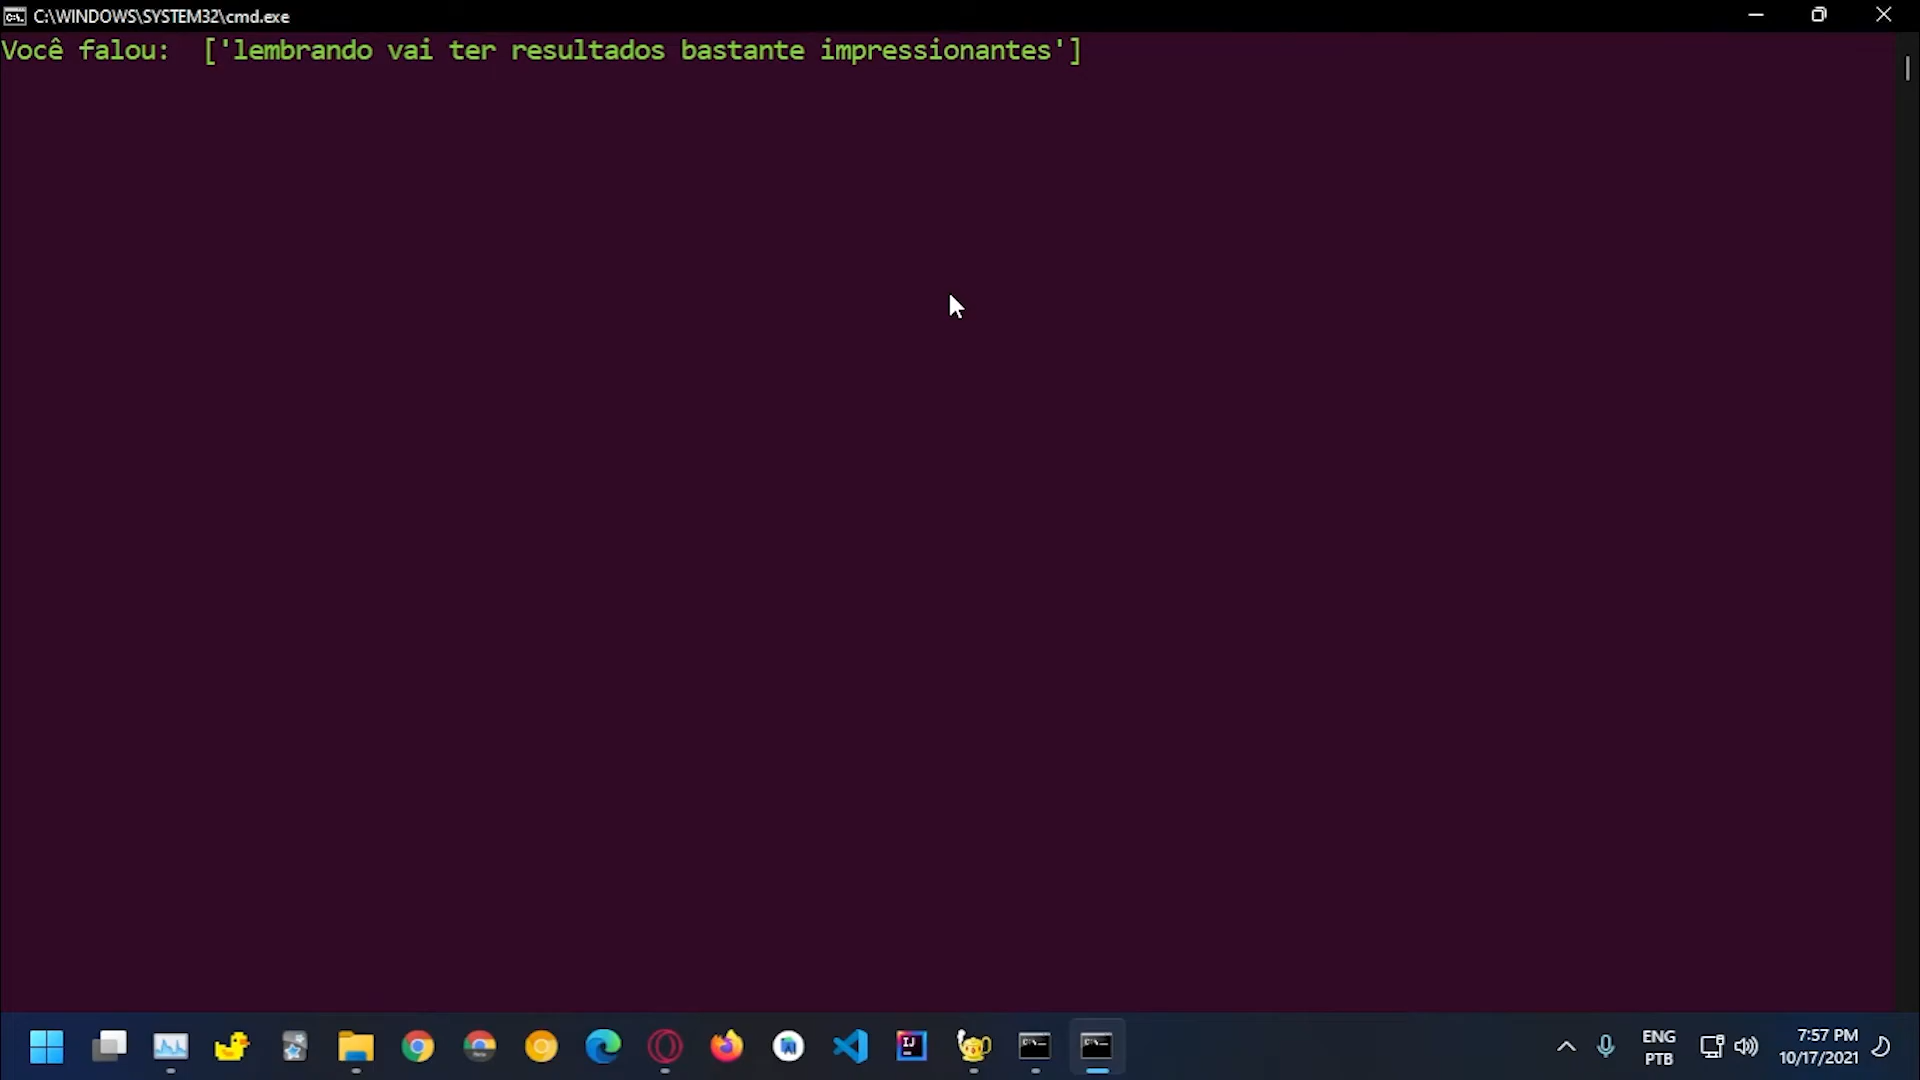 C:\WINDOWS\SYSTEM32\cmd.exe
Você falou:  ['lembrando vai ter resultados bastante impressionantes']
ENG
PTB
7:57 PM
10/17/2021